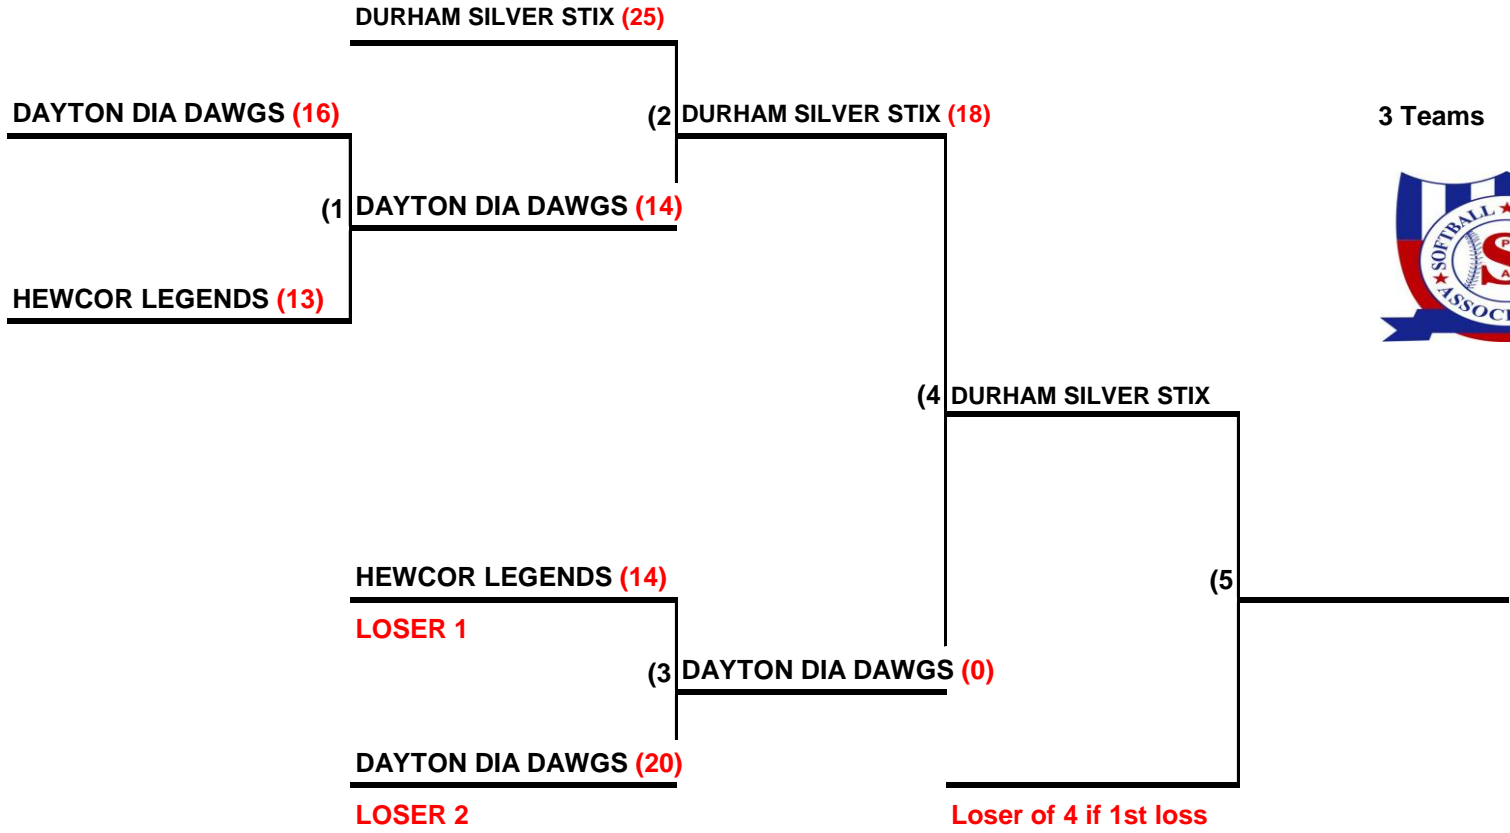 DURHAM SILVER STIX (25)
DAYTON DIA DAWGS (16)
(2 DURHAM SILVER STIX (18)
3 Teams
(1 DAYTON DIA DAWGS (14)
SOFTBALL
P
S
A
ASSOCI
HEWCOR LEGENDS (13)
(4 DURHAM SILVER STIX
HEWCOR LEGENDS (14)
(5
LOSER 1
(3 DAYTON DIA DAWGS (0)
DAYTON DIA DAWGS (20)
LOSER 2
Loser of 4 if 1st loss